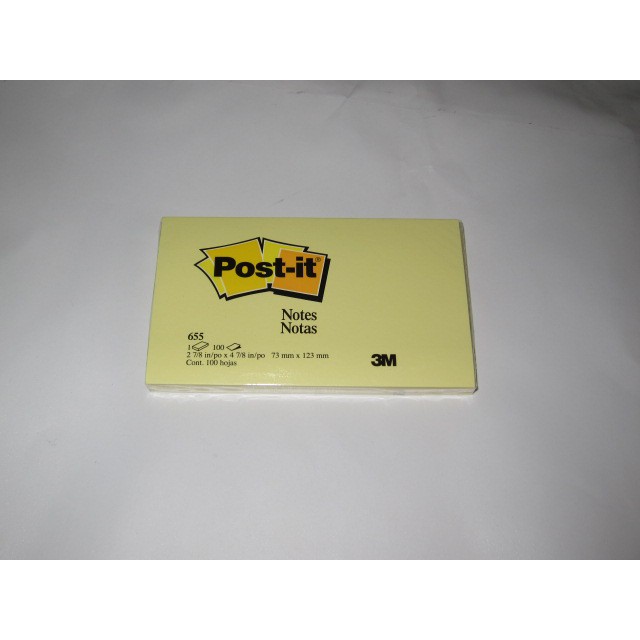 Post-it®
Notes
Notas
655
1 100
2 7/8 in/po x 4 7/8 in/po 73 mm x 123 mm
Cont. 100 hojas
3M